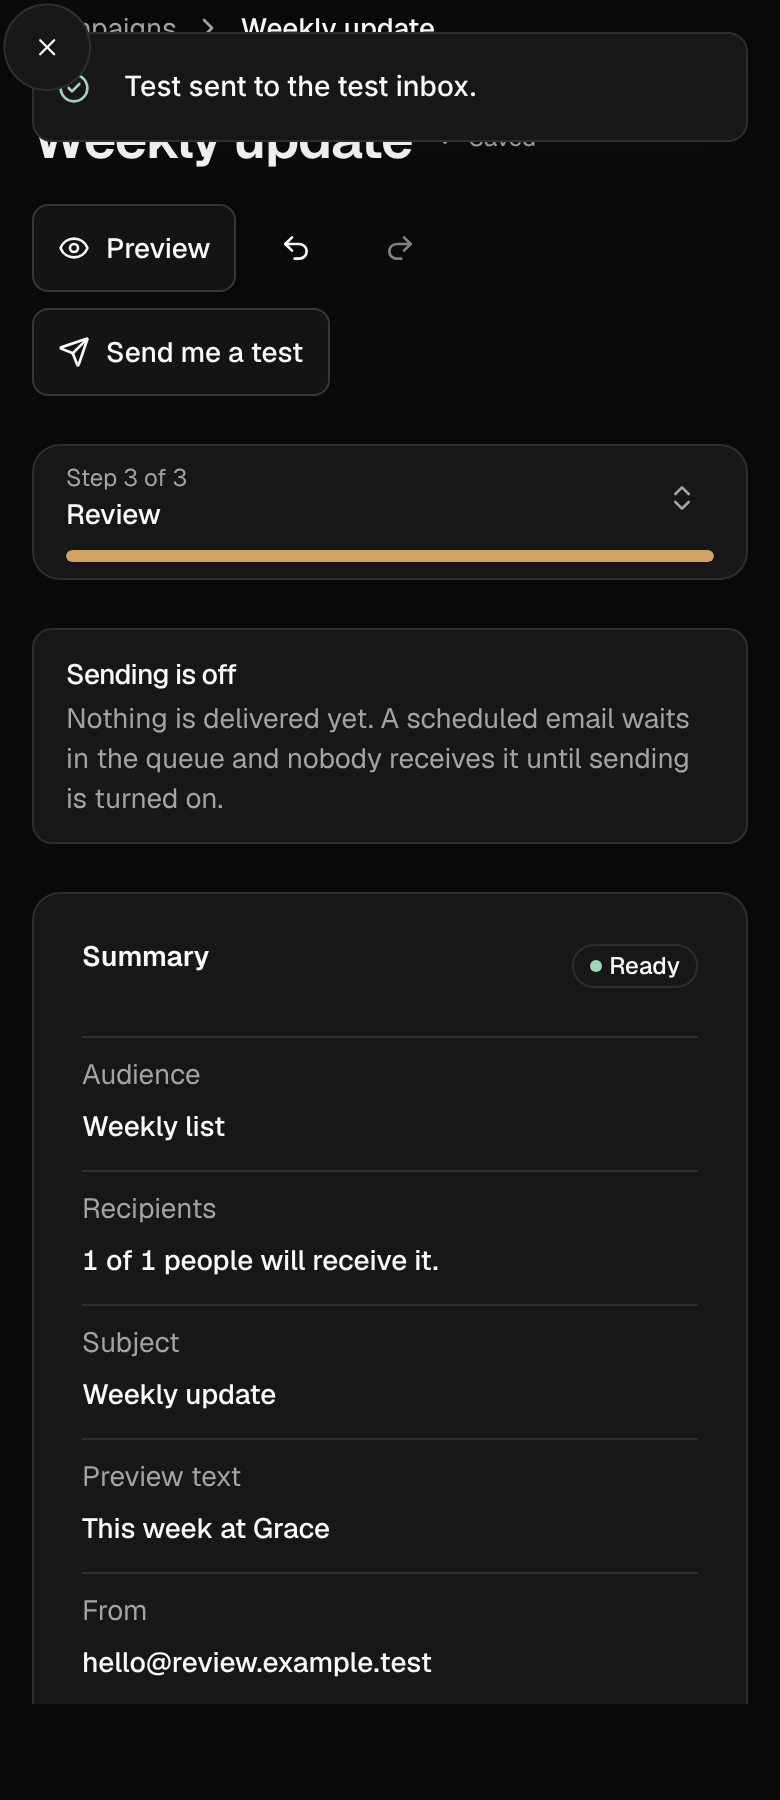 Weekly update
Test sent to the test inbox.
Weekly update
Saved
Preview
Send me a test
Step 3 of 3
Review
Sending is off
Nothing is delivered yet. A scheduled email waits
in the queue and nobody receives it until sending
is turned on.
Summary
Ready
Audience
Weekly list
Recipients
1 of 1 people will receive it.
Subject
Weekly update
Preview text
This week at Grace
From
hello@review.example.test